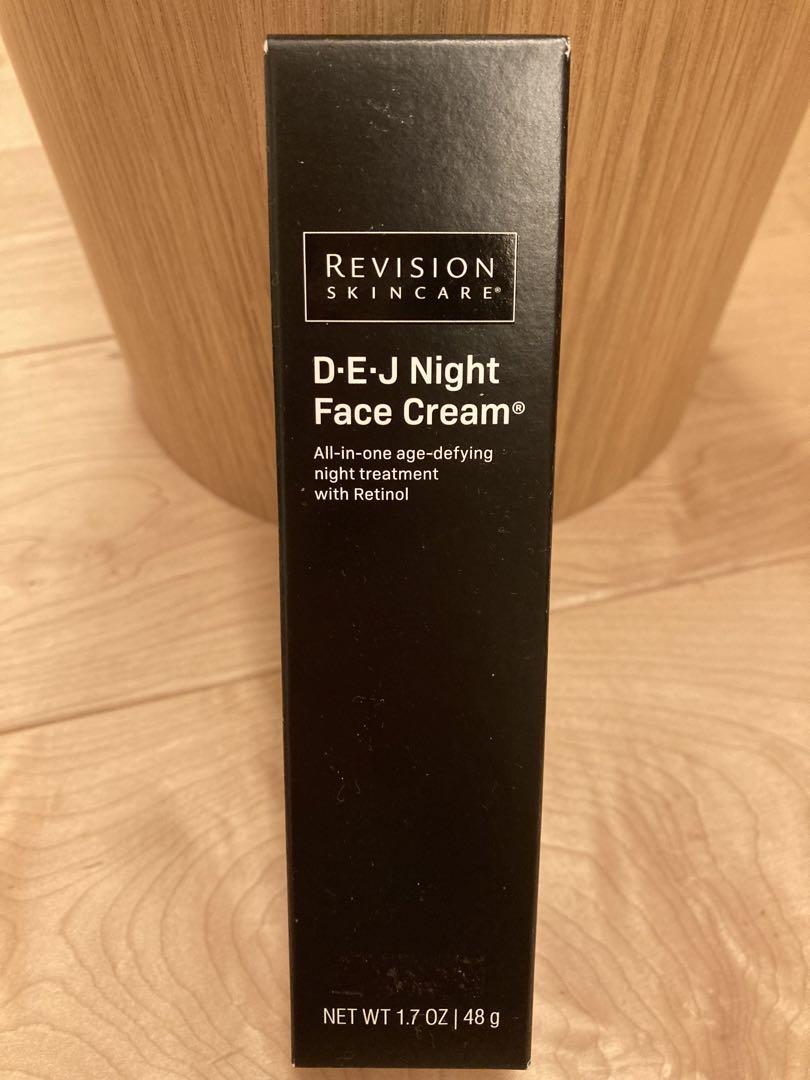 REVISION
SKINCARE®
D·E·J Night
Face Cream®
All-in-one age-defying
night treatment
with Retinol
NET WT 1.7 OZ | 48 g